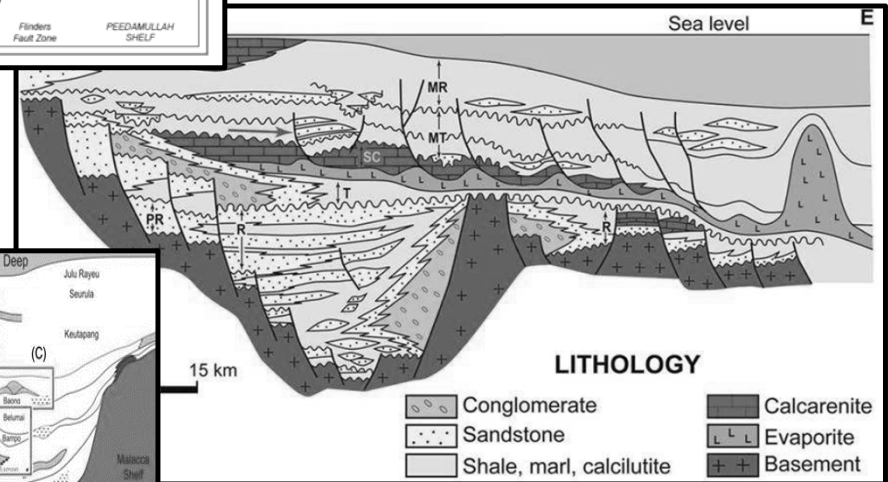 Flinders
Fault Zone
PEEDAMULLAH
SHELF
Sea level
E
MR
MT
SC
T
PR
R
R
15 km
LITHOLOGY
Conglomerate
Sandstone
Shale, marl, calcilutite
Calcarenite
Evaporite
Basement
Deep
Julu Rayeu
Seurula
Keutapang
(C)
Baong
Belumai
Bampo
Malacca
Shelf